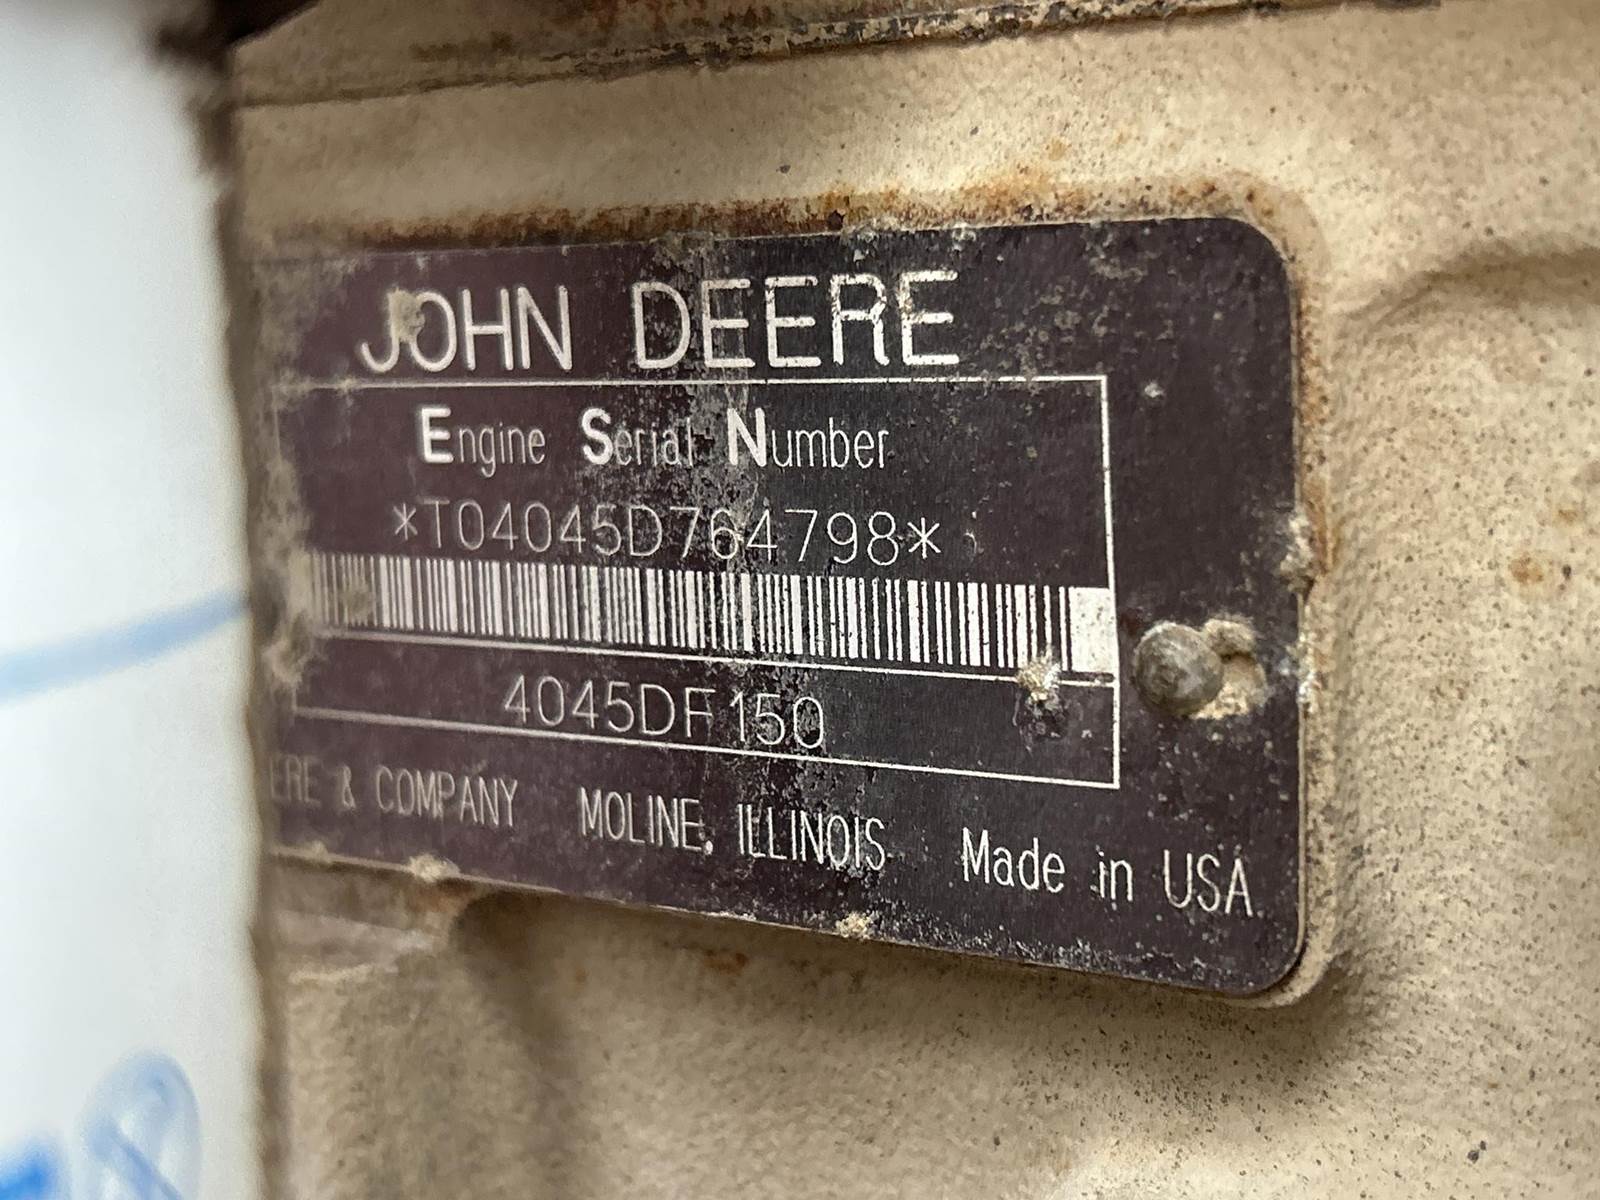 JOHN DEERE
Engine Serial Number
*T04045D764798*
4045DF150
ERE & COMPANY MOLINE, ILLINOIS Made in USA